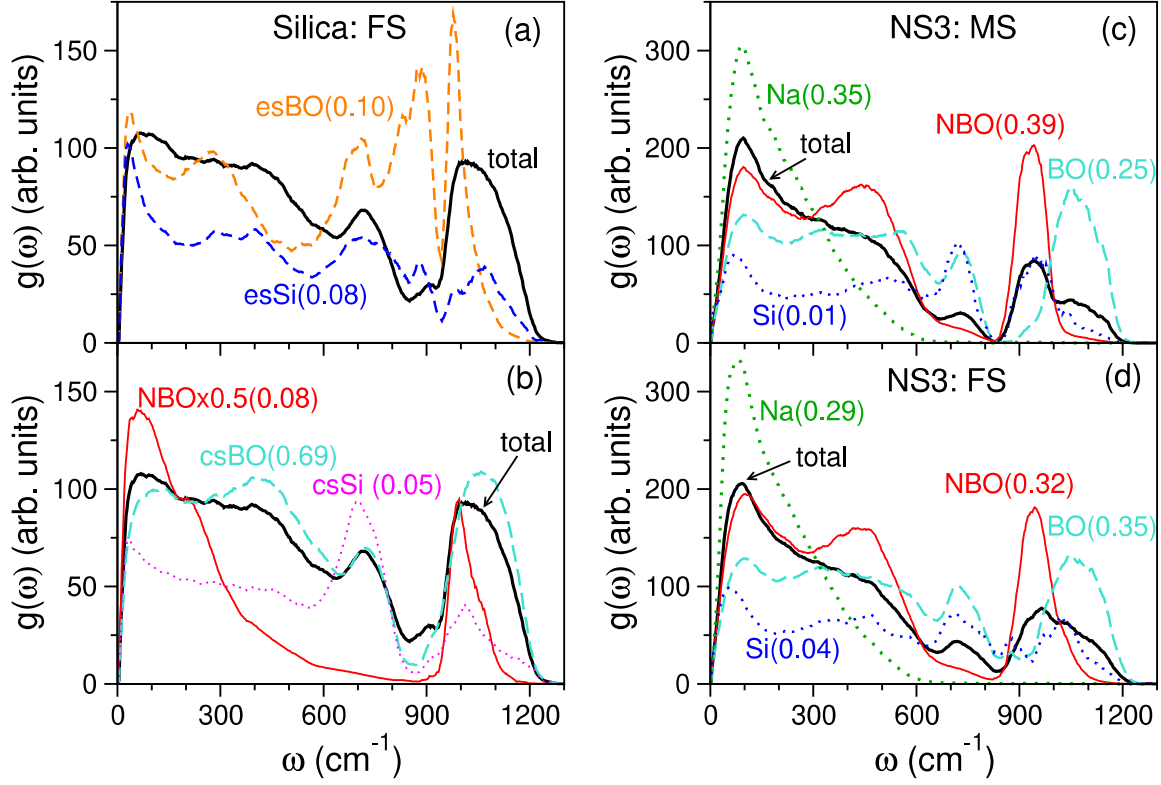 Silica: FS
(a)
esBO(0.10)
total
esSi(0.08)
g(ω) (arb. units)
0
50
100
150
NS3: MS
(c)
Na(0.35)
total
NBO(0.39)
BO(0.25)
Si(0.01)
g(ω) (arb. units)
0
100
200
300
(b)
NBOx0.5(0.08)
csBO(0.69)
csSi (0.05)
total
g(ω) (arb. units)
0
50
100
150
0 300 600 900 1200
ω (cm⁻¹)
NS3: FS
(d)
Na(0.29)
total
NBO(0.32)
BO(0.35)
Si(0.04)
g(ω) (arb. units)
0
100
200
300
0 300 600 900 1200
ω (cm⁻¹)